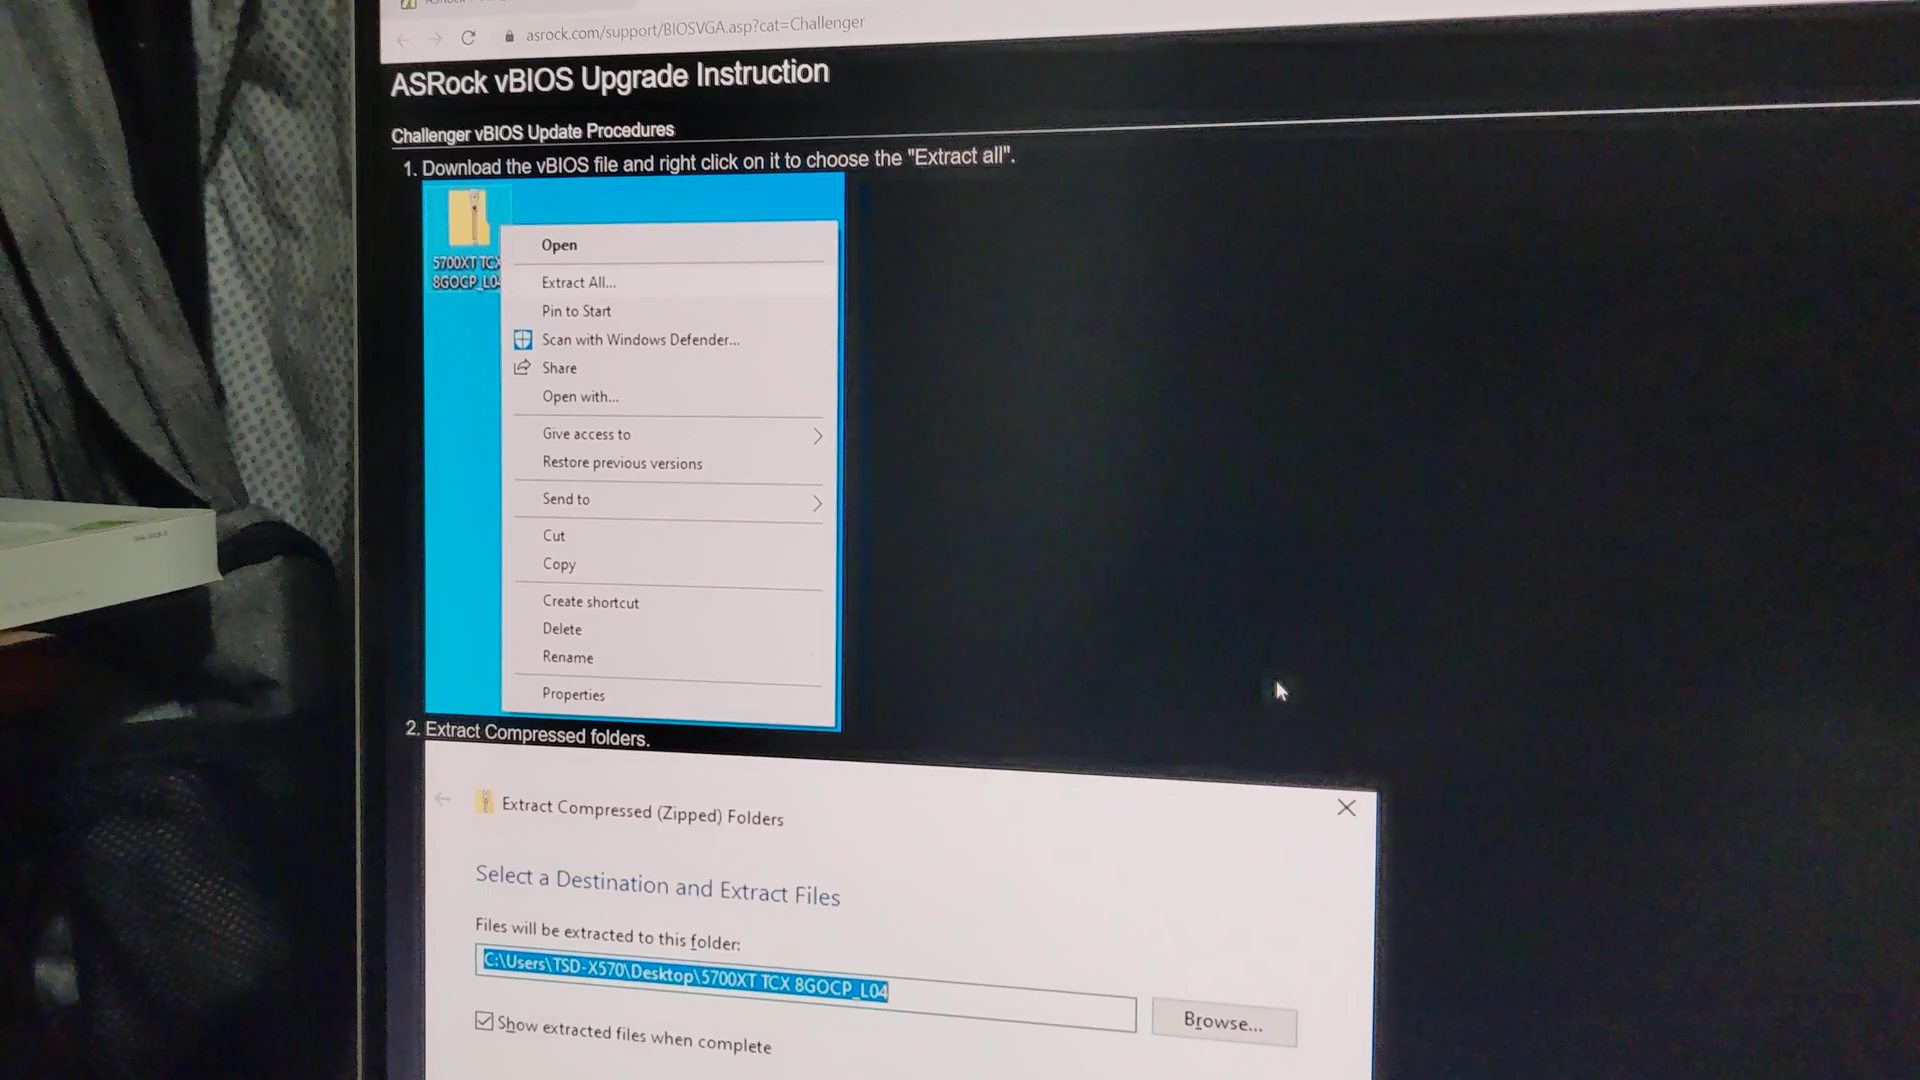 asrock.com/support/BIOSVGA.asp?cat=Challenger
ASRock vBIOS Upgrade Instruction
Challenger vBIOS Update Procedures
1. Download the vBIOS file and right click on it to choose the "Extract all".
5700XT TCX
8GOCP_L04
Open
Extract All...
Pin to Start
Scan with Windows Defender...
Share
Open with...
Give access to
Restore previous versions
Send to
Cut
Copy
Create shortcut
Delete
Rename
Properties
2. Extract Compressed folders.
Extract Compressed (Zipped) Folders
Select a Destination and Extract Files
Files will be extracted to this folder:
C:\Users\TSD-X570\Desktop\5700XT TCX 8GOCP_L04
Browse...
Show extracted files when complete